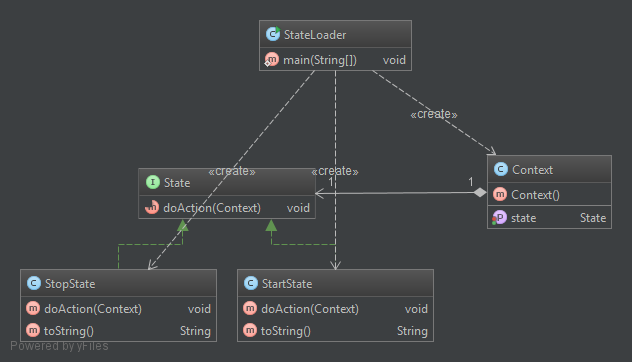 StateLoader
main(String[]) void
«create»
«create» «create»
State
doAction(Context) void
1 1
Context
Context()
state State
StopState
doAction(Context) void
toString() String
StartState
doAction(Context) void
toString() String
Powered by yFiles